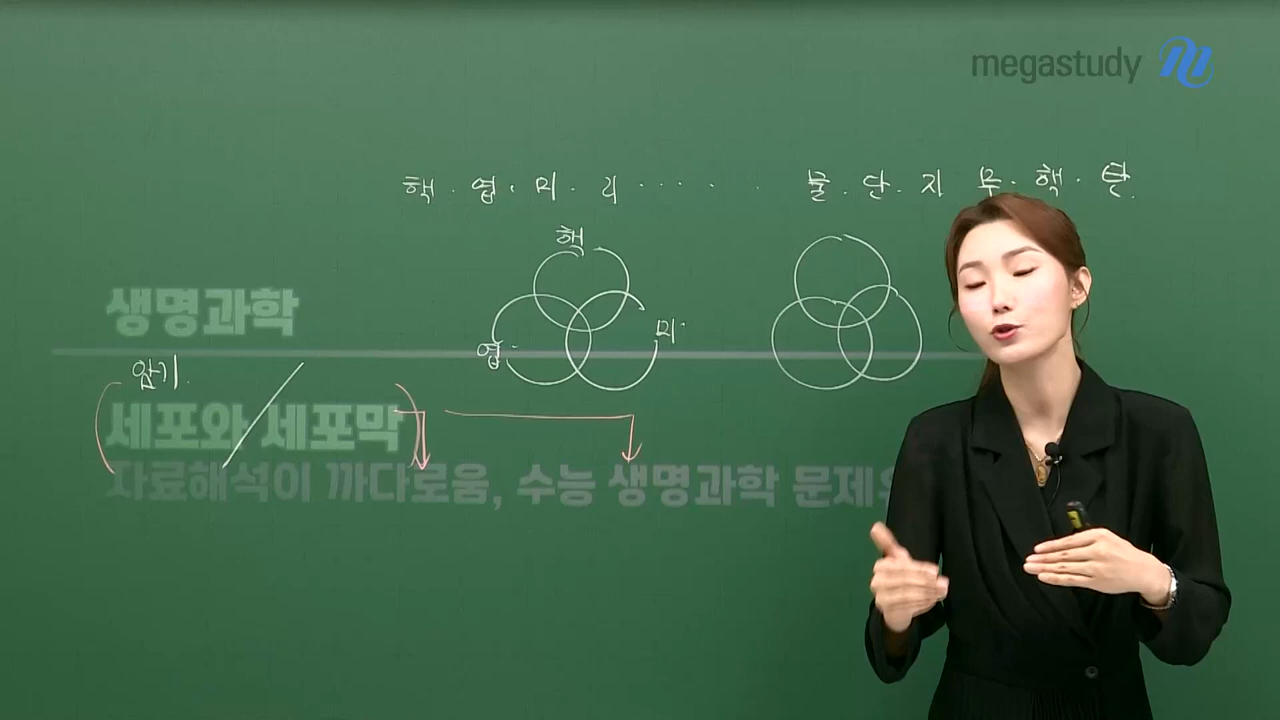 megastudy
핵 · 엽 · 미 · 리 · · · · ·
물 · 단 · 지 무 · 핵 · 탄 .
핵
생명과학
미 ·
엽 ·
암기
세포와 세포막
자료해석이 까다로움, 수능 생명과학 문제